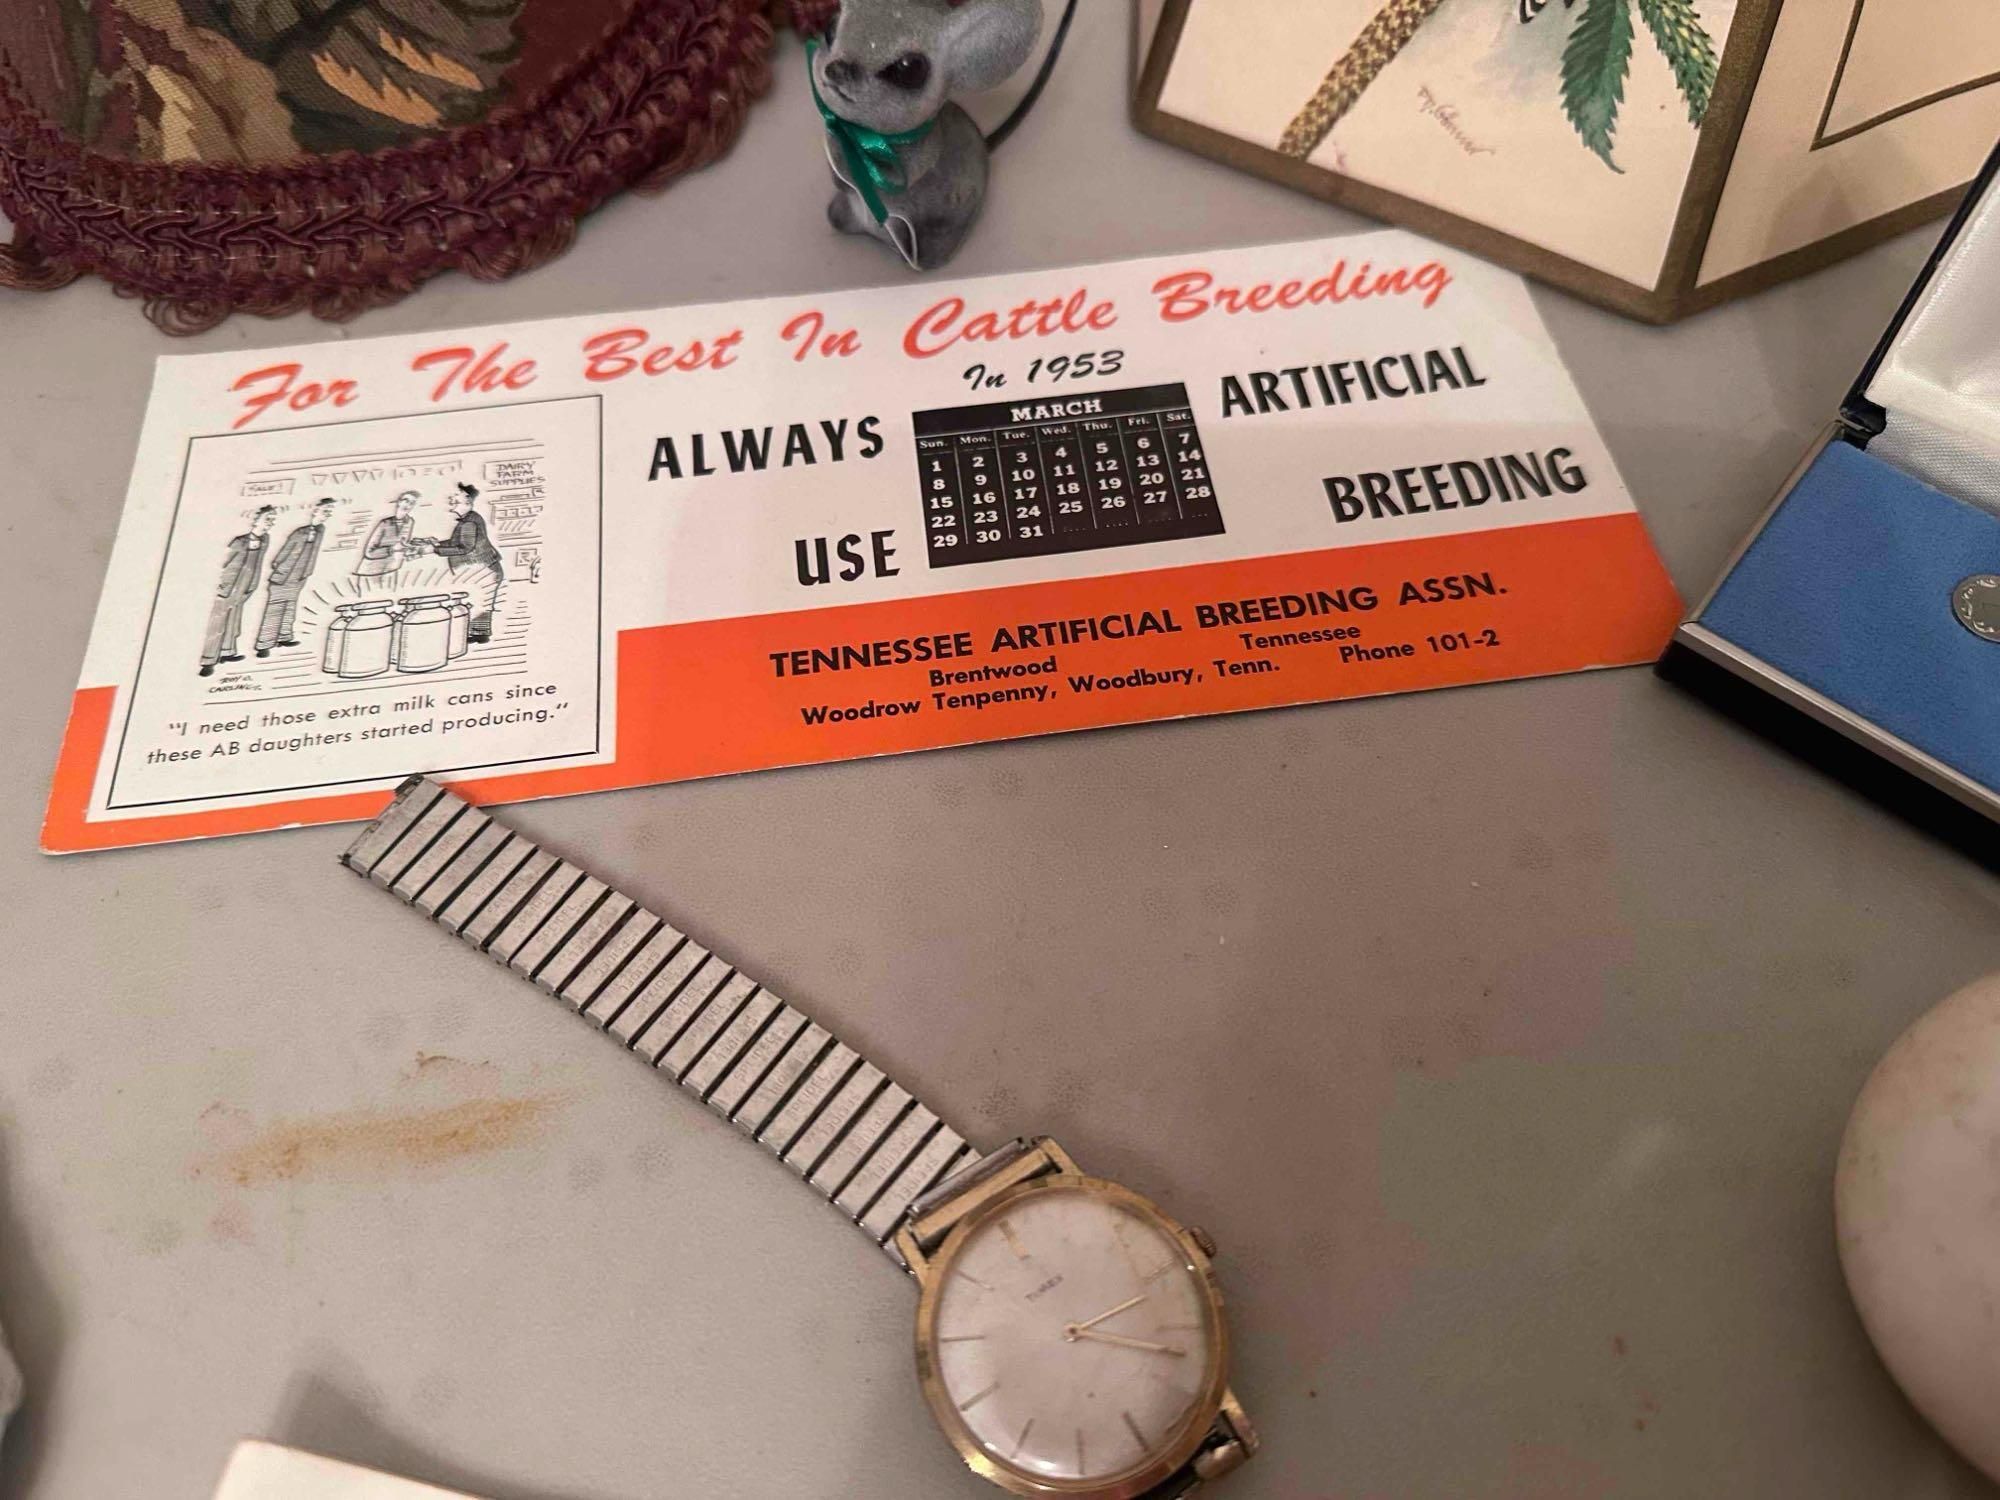 For The Best In Cattle Breeding
In 1953
ALWAYS
USE
ARTIFICIAL
BREEDING
MARCH
Sun. Mon. Tue. Wed. Thu. Fri. Sat.
1 2 3 4 5 6 7
8 9 10 11 12 13 14
15 16 17 18 19 20 21
22 23 24 25 26 27 28
29 30 31
SALE!
DAIRY
FARM
SUPPLIES
ROY O.
"I need those extra milk cans since
these AB daughters started producing."
TENNESSEE ARTIFICIAL BREEDING ASSN.
Brentwood Tennessee
Woodrow Tenpenny, Woodbury, Tenn. Phone 101-2
SPEIDEL
TIMEX